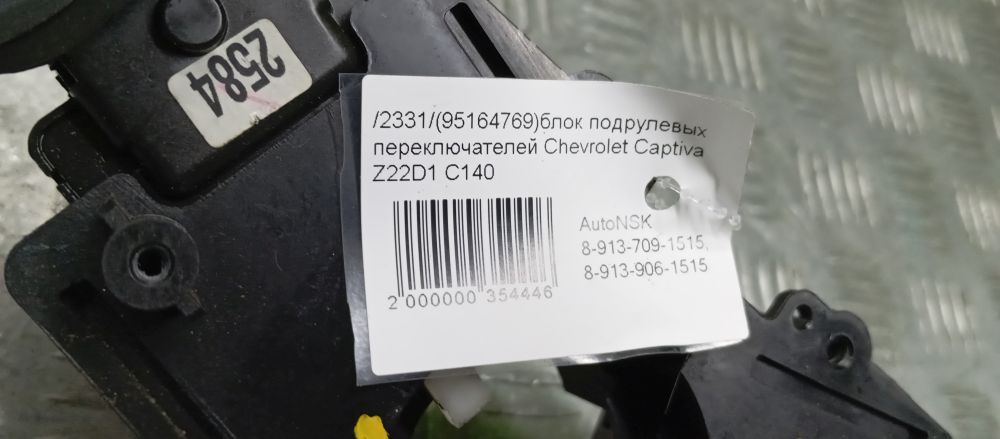 2584
/2331/(95164769)блок подрулевых
переключателей Chevrolet Captiva
Z22D1 C140
AutoNSK
8-913-709-1515,
8-913-906-1515
2 000000 354446